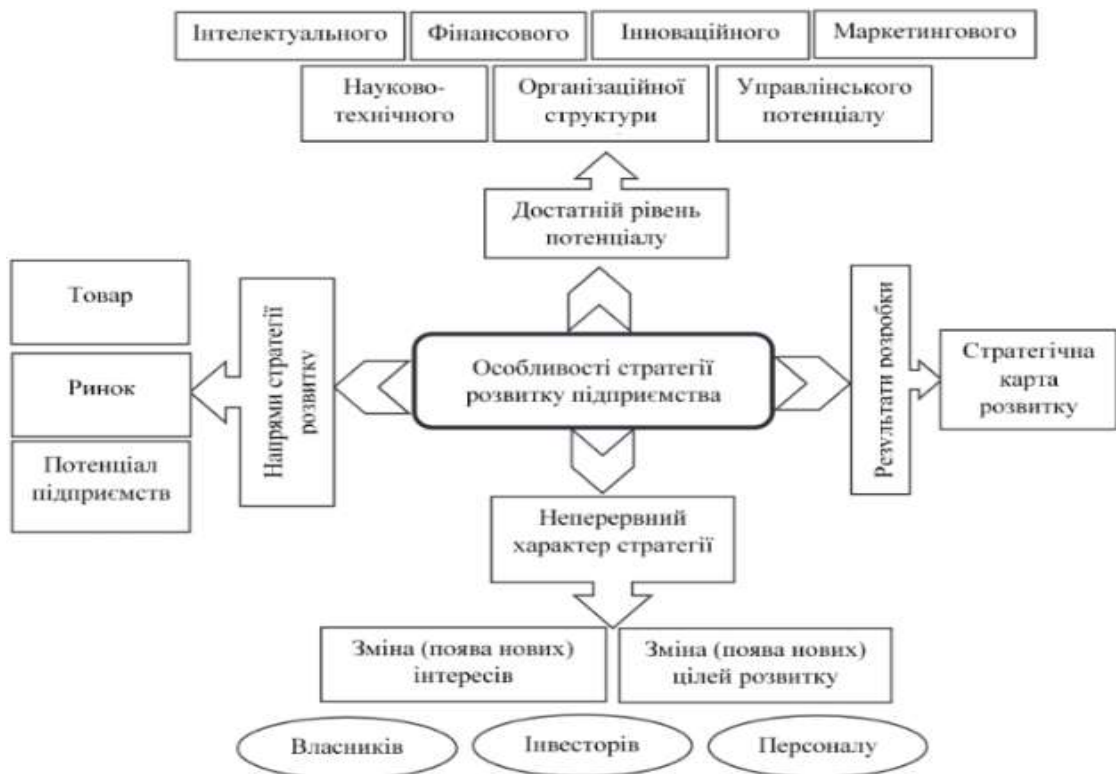 Інтелектуального
Фінансового
Інноваційного
Маркетингового
Науково-
технічного
Організаційної
структури
Управлінського
потенціалу
Достатній рівень
потенціалу
Товар
Ринок
Потенціал
підприємств
Напрями стратегії
розвитку
Особливості стратегії
розвитку підприємства
Результати розробки
Стратегічна
карта
розвитку
Неперервний
характер стратегії
Зміна (поява нових)
інтересів
Зміна (поява нових)
цілей розвитку
Власників
Інвесторів
Персоналу